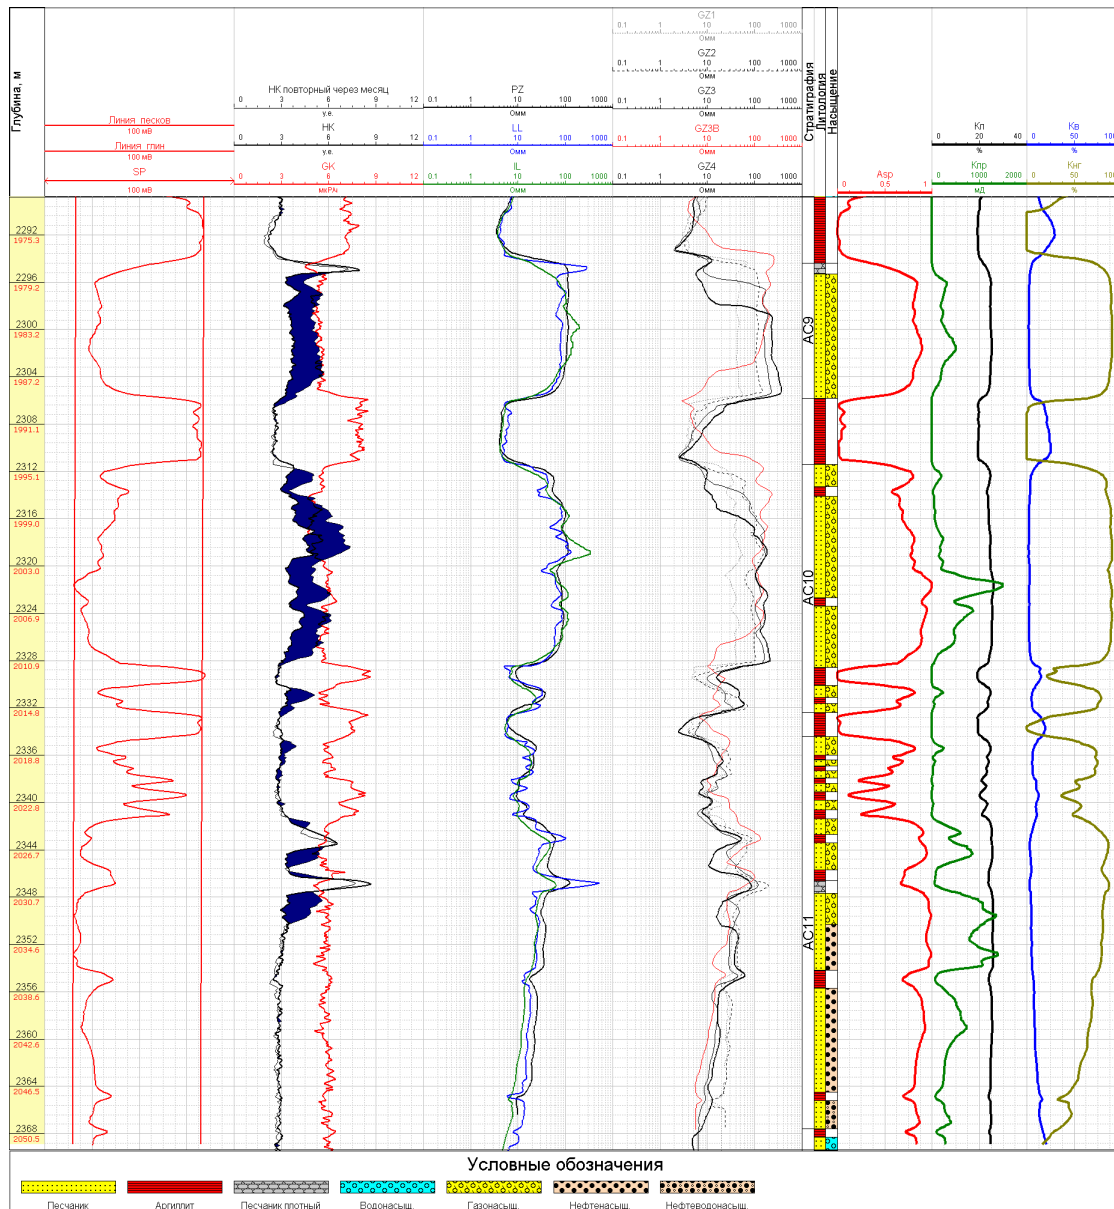 GZ1
0.1 1 10 100 1000
Омм
GZ2
0.1 1 10 100 1000
Омм
Глубина, м
НК повторный через месяц
0 3 6 9 12
у.е.
PZ
0.1 1 10 100 1000
Омм
GZ3
0.1 1 10 100 1000
Омм
Стратиграфия
Литология
Насыщение
Линия песков
100 мВ
НК
0 3 6 9 12
у.е.
LL
0.1 1 10 100 1000
Омм
GZ3B
0.1 1 10 100 1000
Омм
Кп
0 20 40
%
Кв
0 50 100
%
Линия глин
100 мВ
SP
100 мВ
GK
0 3 6 9 12
мкР/ч
IL
0.1 1 10 100 1000
Омм
GZ4
0.1 1 10 100 1000
Омм
Asp
0 0.5 1
Кпр
0 1000 2000
мД
Кнг
0 50 100
%
2292
1975.3
2296
1979.2
2300
1983.2
2304
1987.2
2308
1991.1
2312
1995.1
2316
1999.0
2320
2003.0
2324
2006.9
2328
2010.9
2332
2014.8
2336
2018.8
2340
2022.8
2344
2026.7
2348
2030.7
2352
2034.6
2356
2038.6
2360
2042.6
2364
2046.5
2368
2050.5
АС9
АС10
АС11
Условные обозначения
Песчаник
Аргиллит
Песчаник плотный
Водонасыщ.
Газонасыщ.
Нефтенасыщ.
Нефтеводонасыщ.